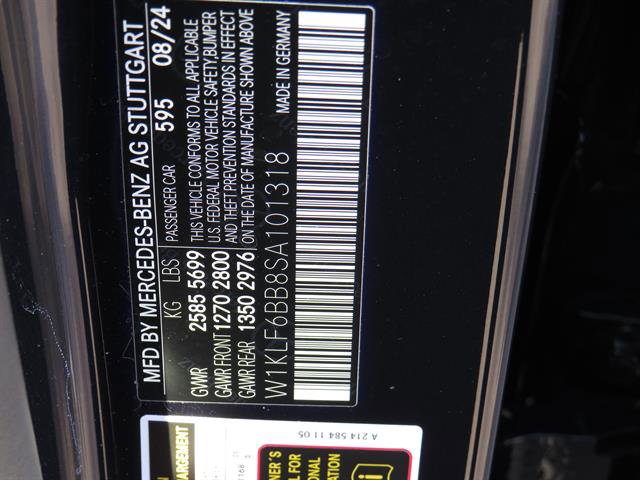 MFD BY MERCEDES-BENZ AG STUTTGART
595 08/24
KG LBS PASSENGER CAR
GVWR 2585 5699
GAWR FRONT 1270 2800
GAWR REAR 1350 2976
THIS VEHICLE CONFORMS TO ALL APPLICABLE
U.S. FEDERAL MOTOR VEHICLE SAFETY, BUMPER
AND THEFT PREVENTION STANDARDS IN EFFECT
ON THE DATE OF MANUFACTURE SHOWN ABOVE
W1KLF6BB8SA101318 MADE IN GERMANY
A 214 584 11 05